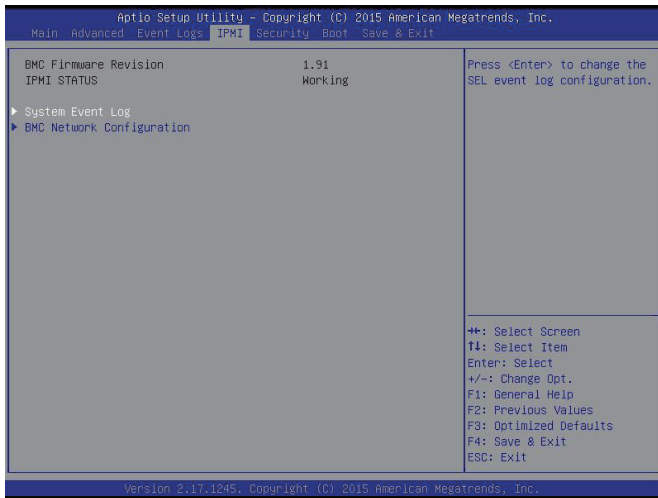 Aptio Setup Utility – Copyright (C) 2015 American Megatrends, Inc.
Main Advanced Event Logs IPMI Security Boot Save & Exit
BMC Firmware Revision 1.91
IPMI STATUS Working
System Event Log
BMC Network Configuration
Press <Enter> to change the
SEL event log configuration.
→←: Select Screen
↑↓: Select Item
Enter: Select
+/-: Change Opt.
F1: General Help
F2: Previous Values
F3: Optimized Defaults
F4: Save & Exit
ESC: Exit
Version 2.17.1245. Copyright (C) 2015 American Megatrends, Inc.